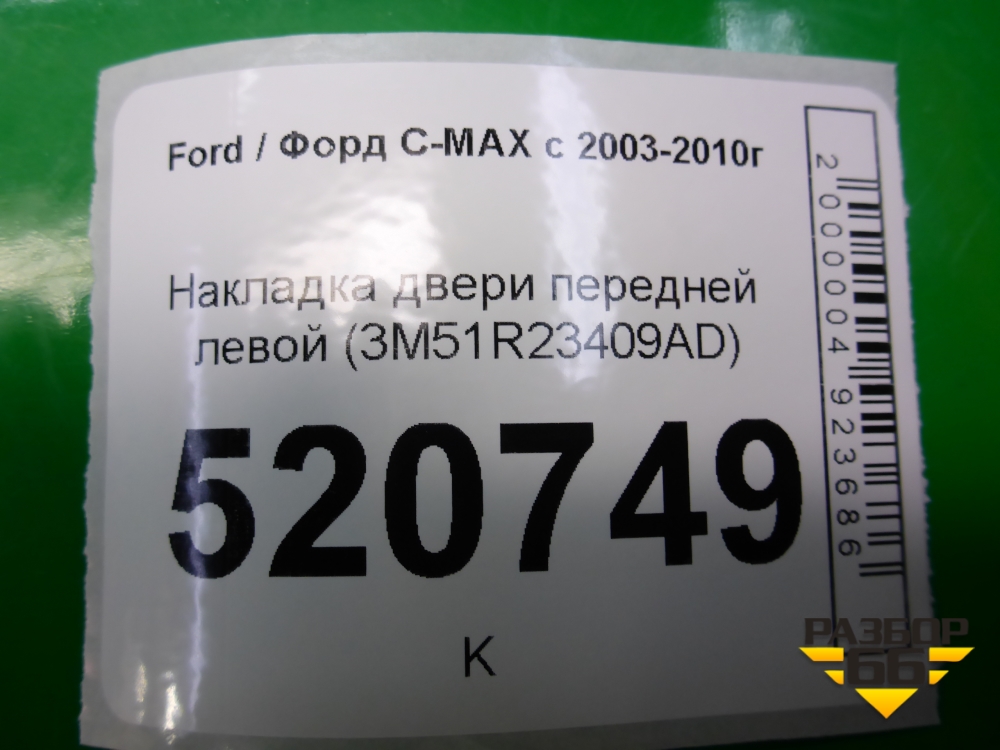 Ford / Форд C-MAX с 2003-2010г
Накладка двери передней
левой (3M51R23409AD)
520749
К
2000004923686
РАЗБОР
66